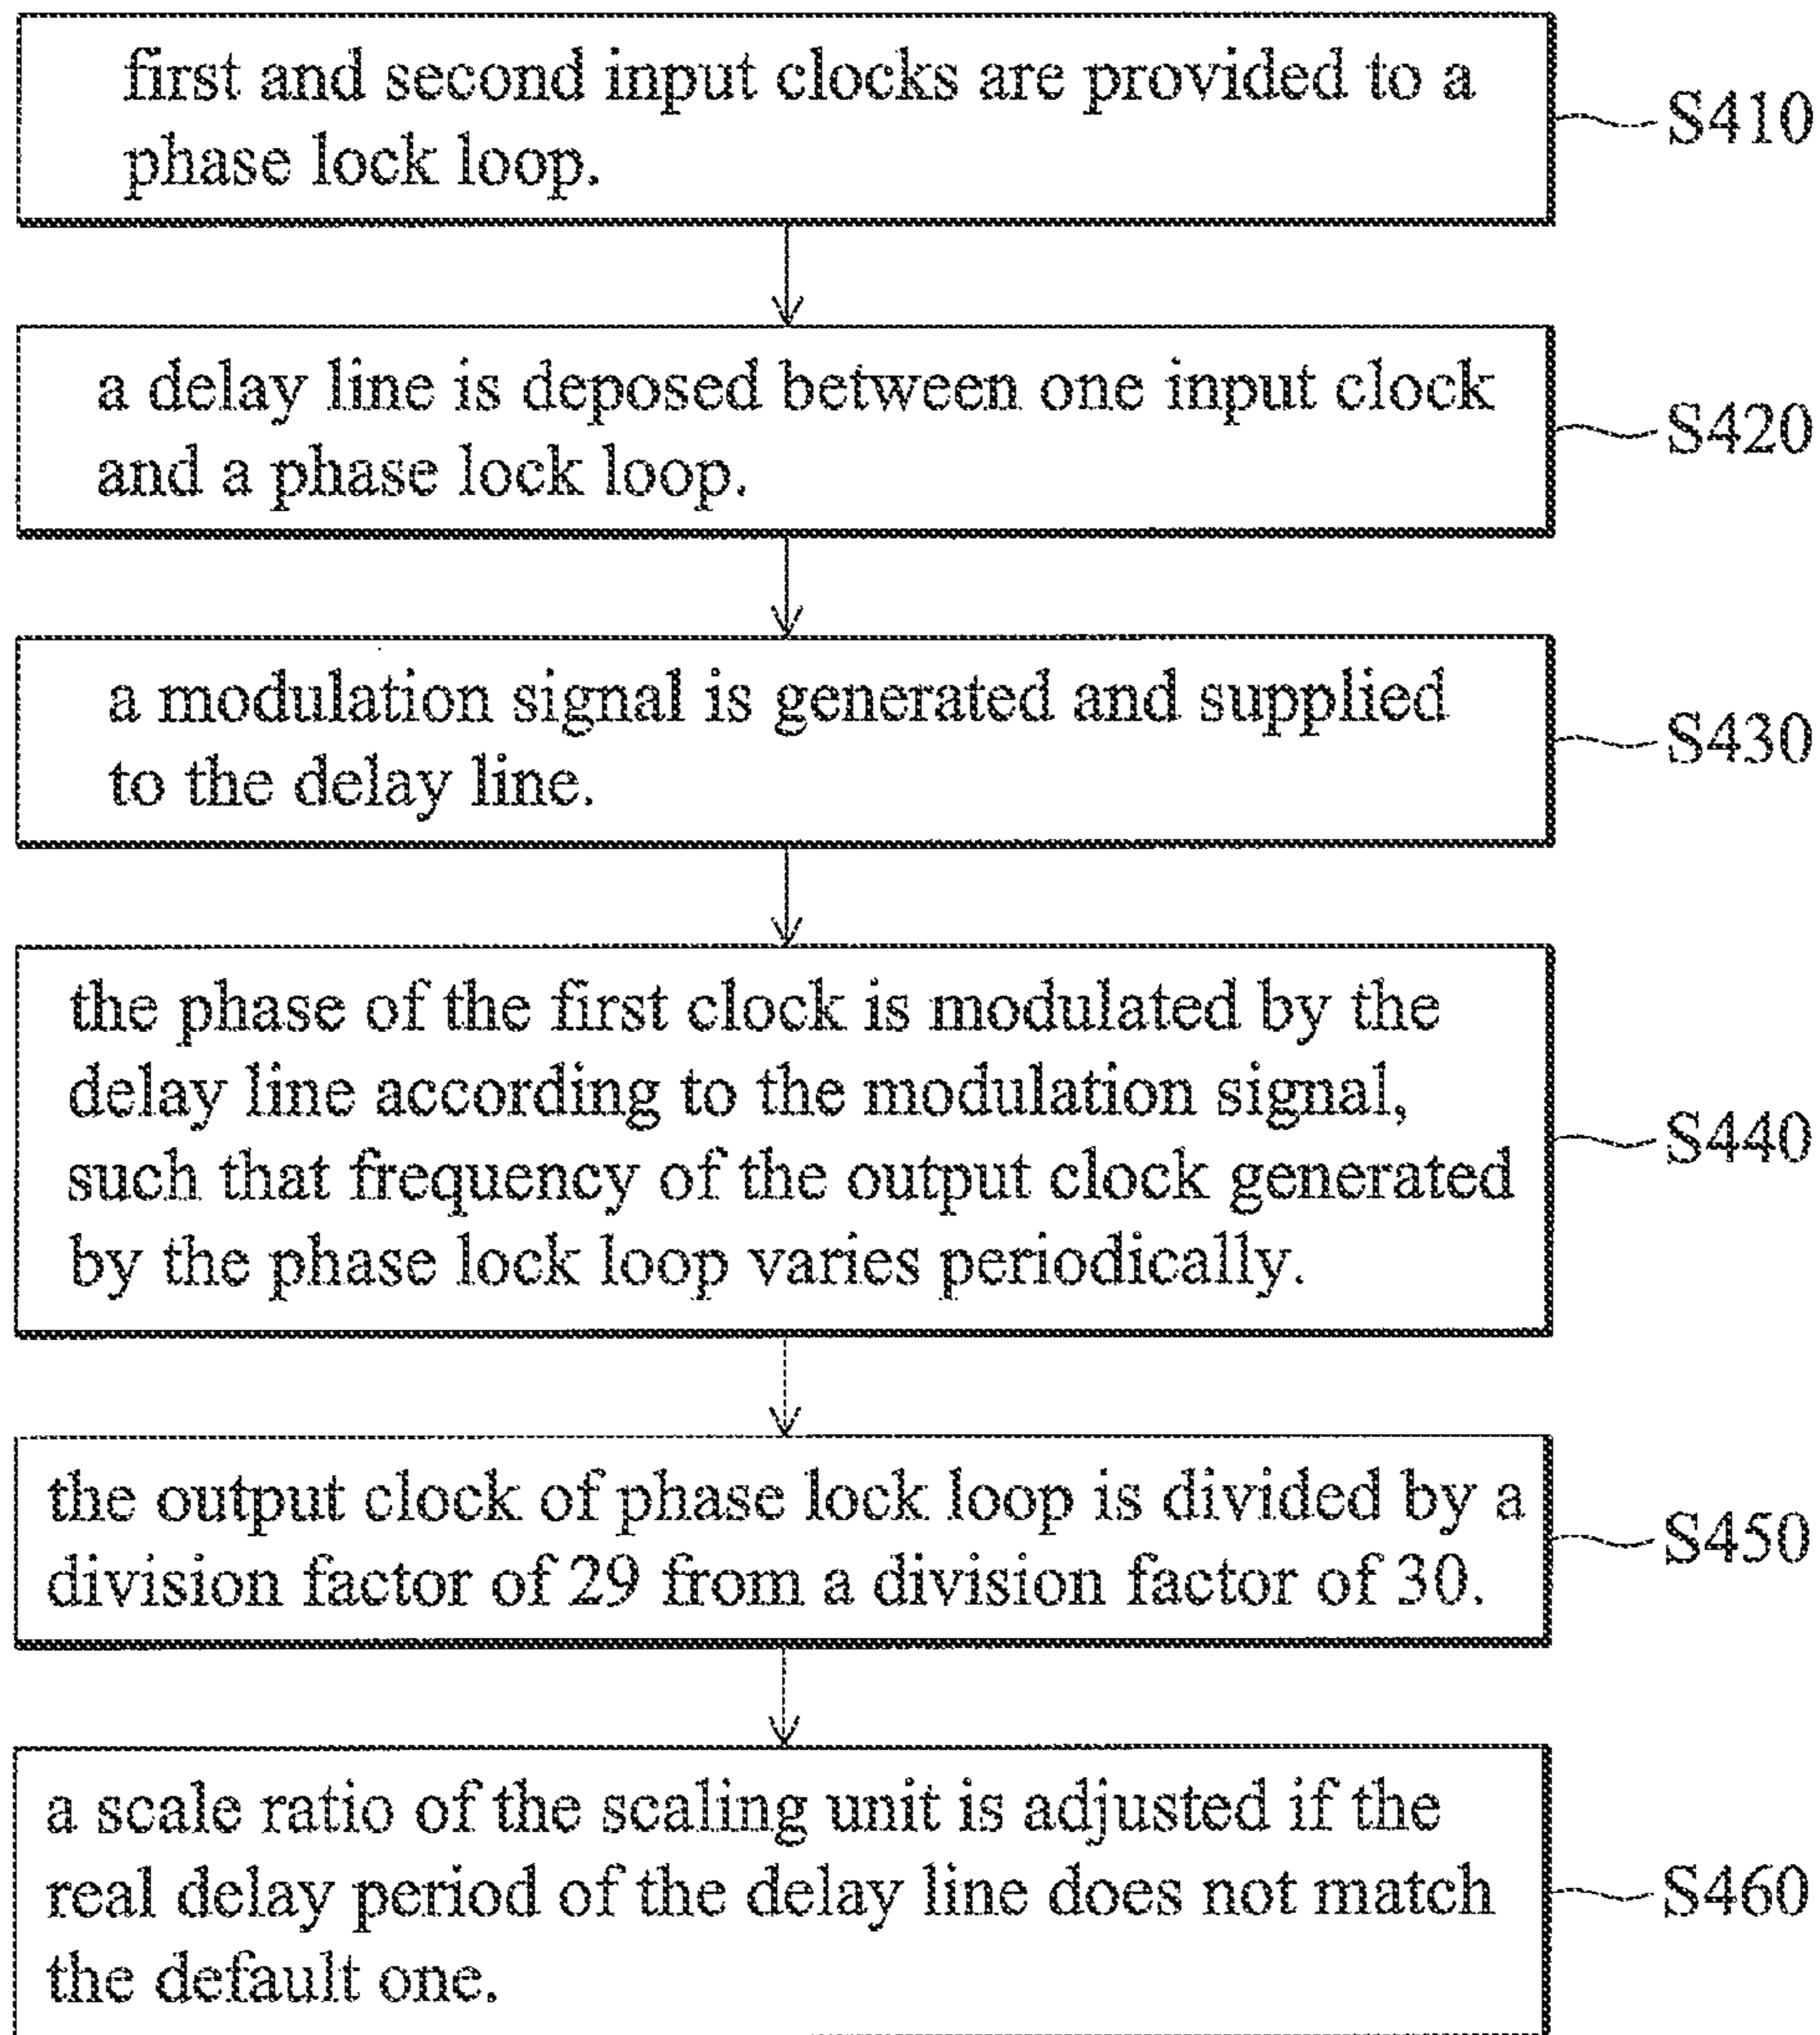 first and second input clocks are provided to a
phase lock loop.
S410
a delay line is deposed between one input clock
and a phase lock loop.
S420
a modulation signal is generated and supplied
to the delay line.
S430
the phase of the first clock is modulated by the
delay line according to the modulation signal,
such that frequency of the output clock generated
by the phase lock loop varies periodically.
S440
the output clock of phase lock loop is divided by a
division factor of 29 from a division factor of 30.
S450
a scale ratio of the scaling unit is adjusted if the
real delay period of the delay line does not match
the default one.
S460